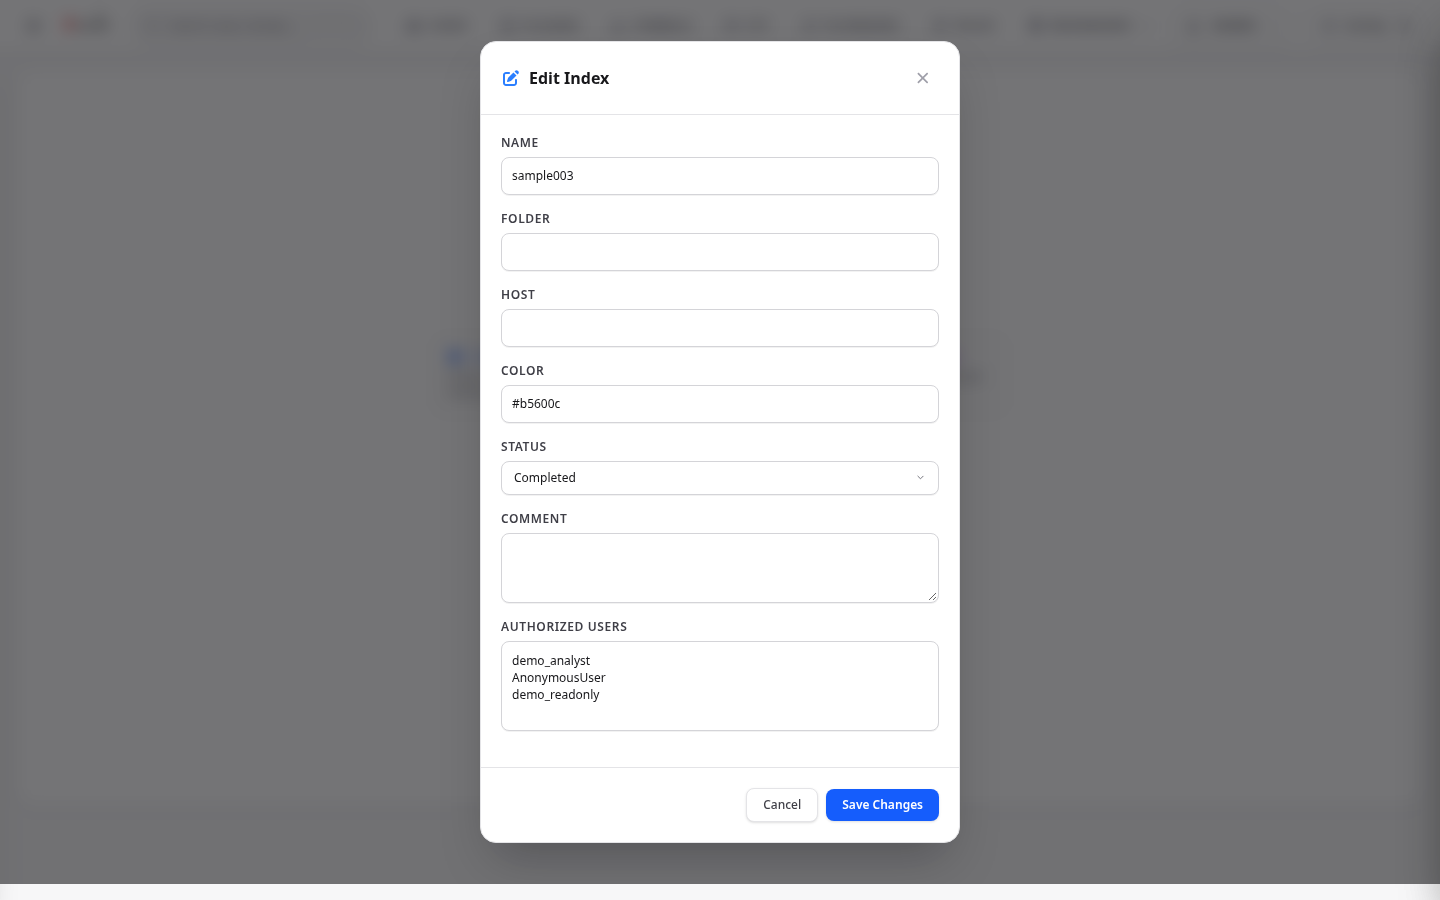 Edit Index
NAME
sample003
FOLDER
HOST
COLOR
#b5600c
STATUS
Completed
COMMENT
AUTHORIZED USERS
demo_analyst
AnonymousUser
demo_readonly
Cancel
Save Changes